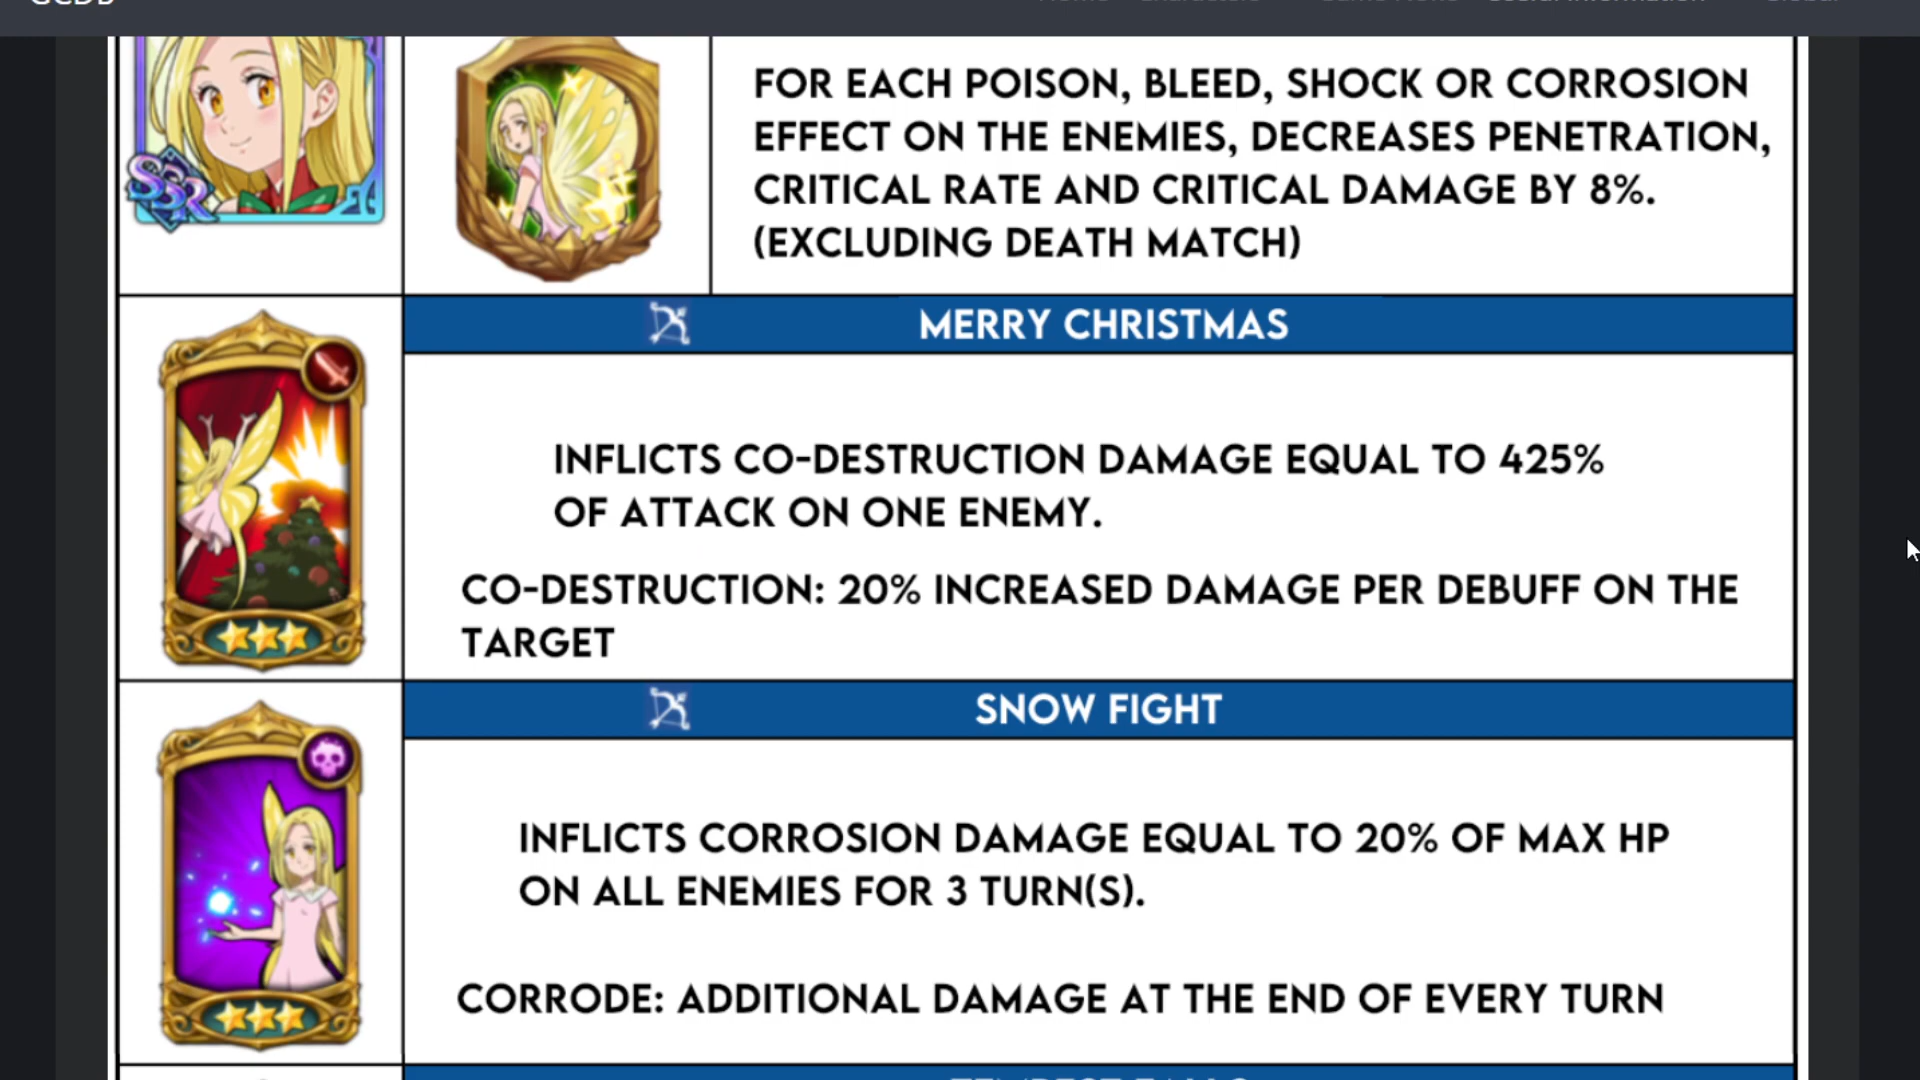 SSR
FOR EACH POISON, BLEED, SHOCK OR CORROSION
EFFECT ON THE ENEMIES, DECREASES PENETRATION,
CRITICAL RATE AND CRITICAL DAMAGE BY 8%.
(EXCLUDING DEATH MATCH)
MERRY CHRISTMAS
INFLICTS CO-DESTRUCTION DAMAGE EQUAL TO 425%
OF ATTACK ON ONE ENEMY.
CO-DESTRUCTION: 20% INCREASED DAMAGE PER DEBUFF ON THE
TARGET
SNOW FIGHT
INFLICTS CORROSION DAMAGE EQUAL TO 20% OF MAX HP
ON ALL ENEMIES FOR 3 TURN(S).
CORRODE: ADDITIONAL DAMAGE AT THE END OF EVERY TURN